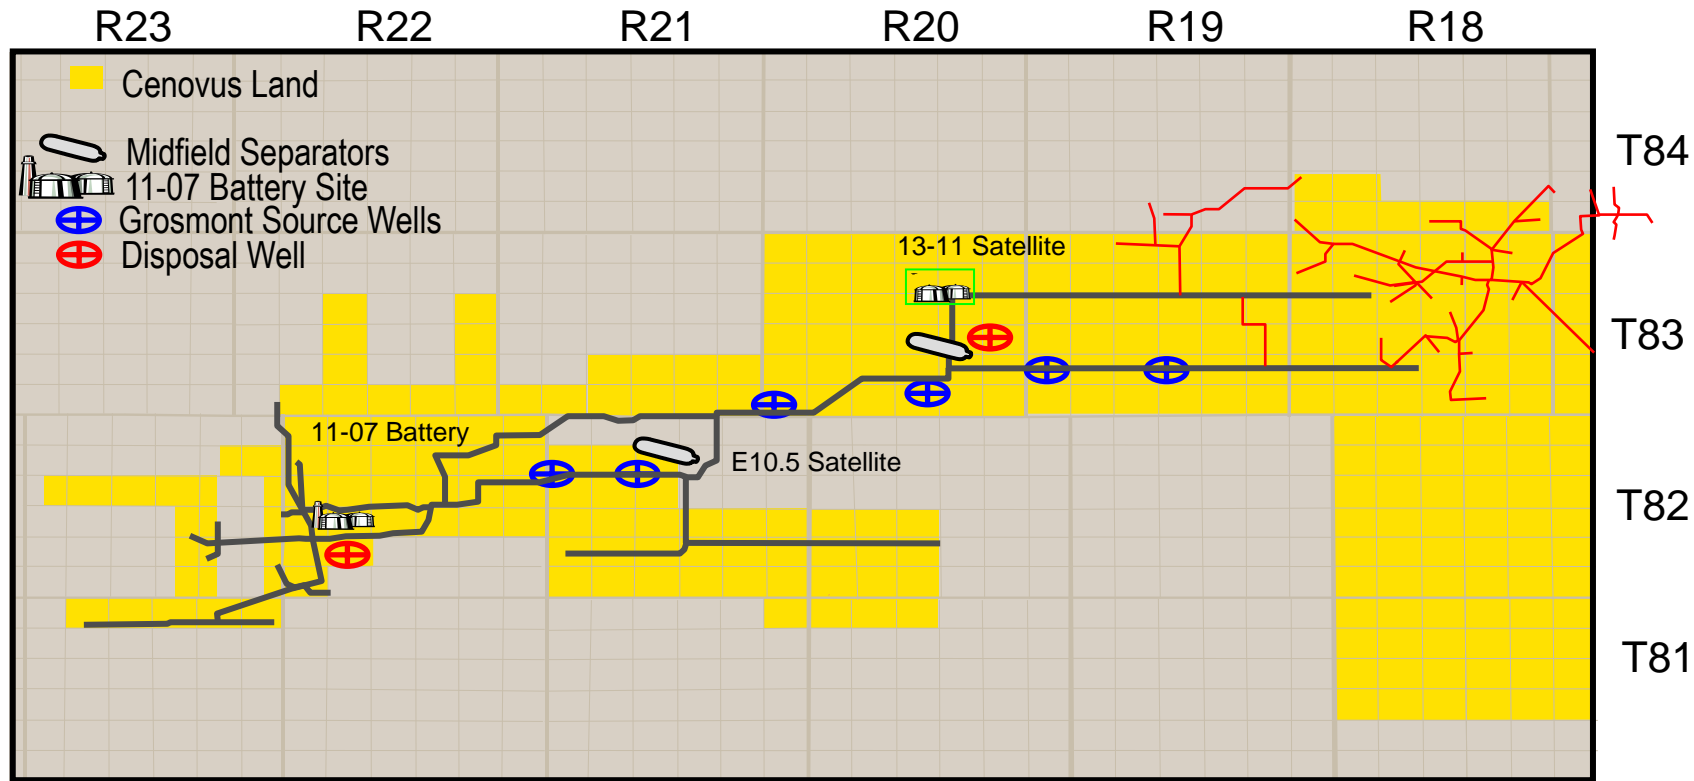 R23 R22 R21 R20 R19 R18
Cenovus Land
Midfield Separators
11-07 Battery Site
Grosmont Source Wells
Disposal Well
T84
13-11 Satellite
T83
11-07 Battery
E10.5 Satellite
T82
T81